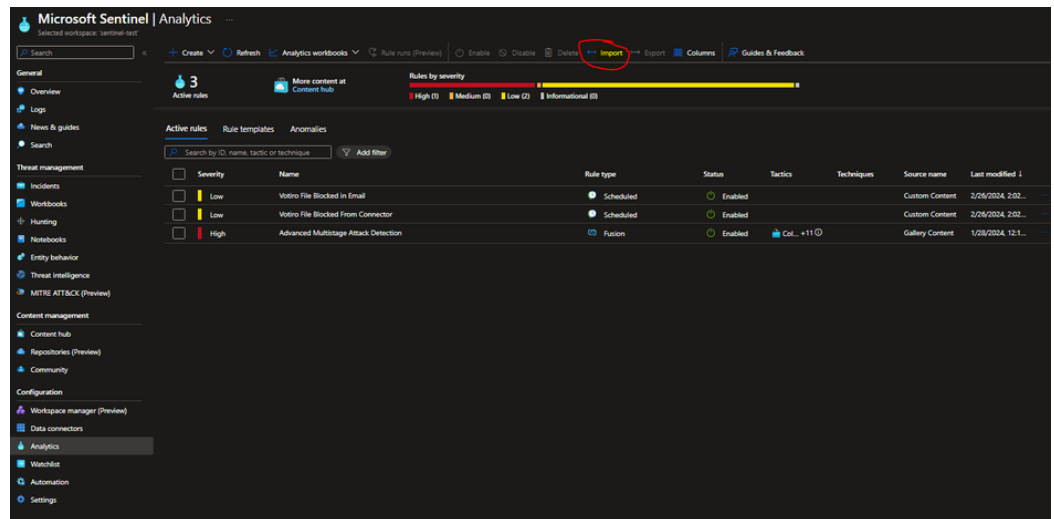 Microsoft Sentinel | Analytics ...
Selected workspace: 'sentinel-test'
Search «
+ Create Refresh Analytics workbooks Rule runs (Preview) Enable Disable Delete Import Export Columns Guides & Feedback
General
Overview
Logs
News & guides
Search
Threat management
Incidents
Workbooks
Hunting
Notebooks
Entity behavior
Threat intelligence
MITRE ATT&CK (Preview)
Content management
Content hub
Repositories (Preview)
Community
Configuration
Workspace manager (Preview)
Data connectors
Analytics
Watchlist
Automation
Settings
3
Active rules
More content at
Content hub
Rules by severity
High (1) Medium (0) Low (2) Informational (0)
Active rules Rule templates Anomalies
Search by ID, name, tactic or technique Add filter
Severity Name Rule type Status Tactics Techniques Source name Last modified ↓
Low Votiro File Blocked in Email Scheduled Enabled Custom Content 2/26/2024, 2:02...
Low Votiro File Blocked From Connector Scheduled Enabled Custom Content 2/26/2024, 2:02...
High Advanced Multistage Attack Detection Fusion Enabled Col... +11 Gallery Content 1/28/2024, 12:1...